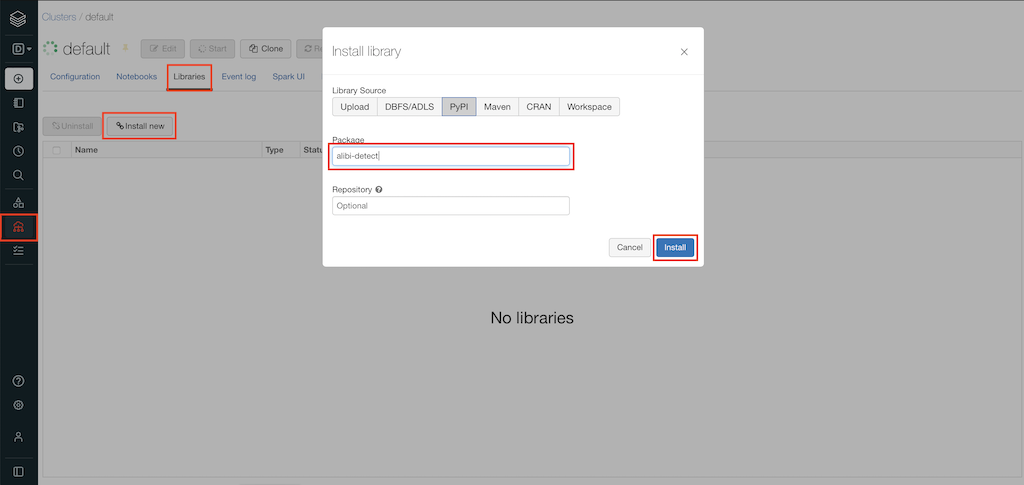 Clusters / default
D
default
Edit
Start
Clone
Re
Configuration
Notebooks
Libraries
Event log
Spark UI
Uninstall
Install new
Name
Type
Statu
Install library
×
Library Source
Upload
DBFS/ADLS
PyPI
Maven
CRAN
Workspace
Package
alibi-detect
Repository
Optional
Cancel
Install
No libraries